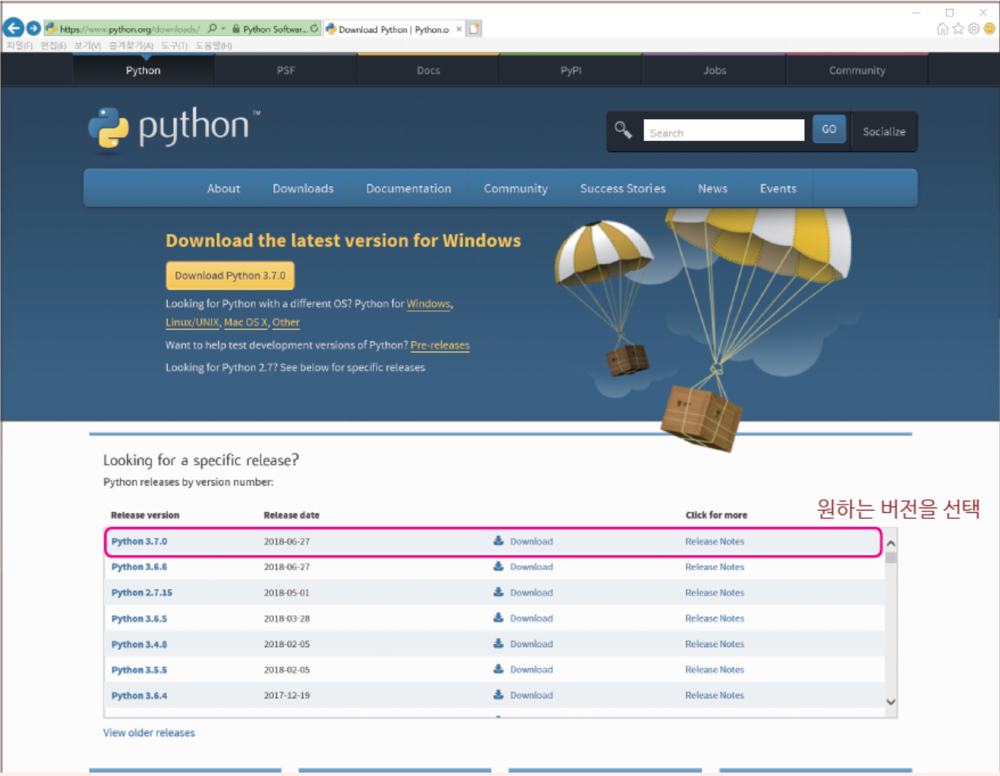 https://www.python.org/downloads/
Python Softwar...
Download Python | Python.o
파일(F) 편집(E) 보기(V) 즐겨찾기(A) 도구(T) 도움말(H)
Python PSF Docs PyPI Jobs Community
python™
Search GO Socialize
About Downloads Documentation Community Success Stories News Events
Download the latest version for Windows
Download Python 3.7.0
Looking for Python with a different OS? Python for Windows,
Linux/UNIX, Mac OS X, Other
Want to help test development versions of Python? Pre-releases
Looking for Python 2.7? See below for specific releases
Looking for a specific release?
Python releases by version number:
원하는 버전을 선택
Release version Release date Click for more
Python 3.7.0 2018-06-27 Download Release Notes
Python 3.6.6 2018-06-27 Download Release Notes
Python 2.7.15 2018-05-01 Download Release Notes
Python 3.6.5 2018-03-28 Download Release Notes
Python 3.4.8 2018-02-05 Download Release Notes
Python 3.5.5 2018-02-05 Download Release Notes
Python 3.6.4 2017-12-19 Download Release Notes
View older releases